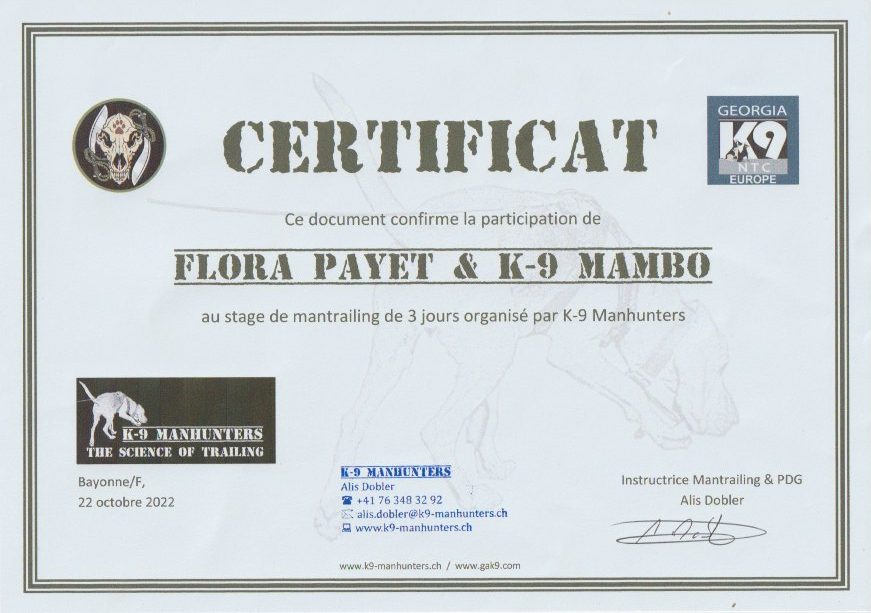 GEORGIA
K9
NTC
EUROPE
CERTIFICAT
Ce document confirme la participation de
FLORA PAYET & K-9 MAMBO
au stage de mantrailing de 3 jours organisé par K-9 Manhunters
K-9 MANHUNTERS
THE SCIENCE OF TRAILING
Bayonne/F,
22 octobre 2022
K-9 MANHUNTERS
Alis Dobler
☎ +41 76 348 32 92
alis.dobler@k9-manhunters.ch
www.k9-manhunters.ch
Instructrice Mantrailing & PDG
Alis Dobler
www.k9-manhunters.ch / www.gak9.com